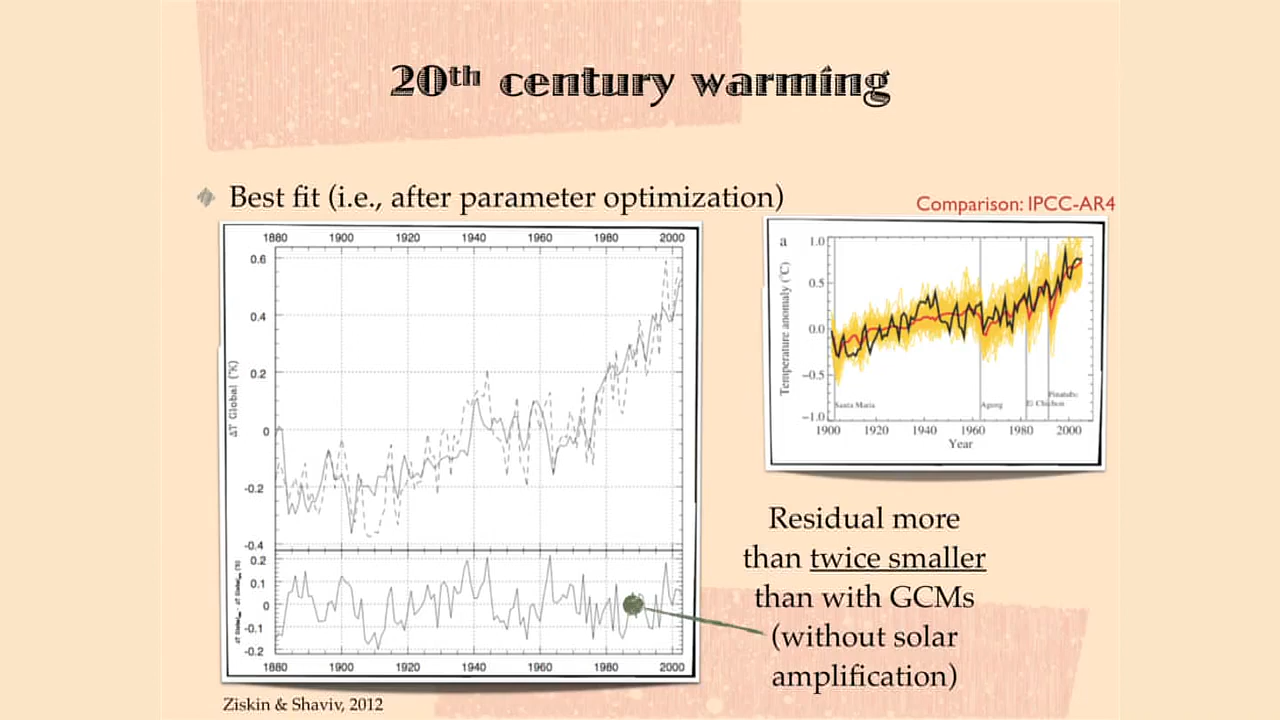 20th century warming
Best fit (i.e., after parameter optimization)
Comparison: IPCC-AR4
1880 1900 1920 1940 1960 1980 2000
0.6
0.4
0.2
0
-0.2
-0.4
ΔT Global (°K)
0.2
0.1
0
-0.1
-0.2
1880 1900 1920 1940 1960 1980 2000
Ziskin & Shaviv, 2012
a
1.0
0.5
0.0
−0.5
−1.0
Temperature anomaly (°C)
Santa Maria
Agung
El Chichon
Pinatubo
1900 1920 1940 1960 1980 2000
Year
Residual more
than twice smaller
than with GCMs
(without solar
amplification)